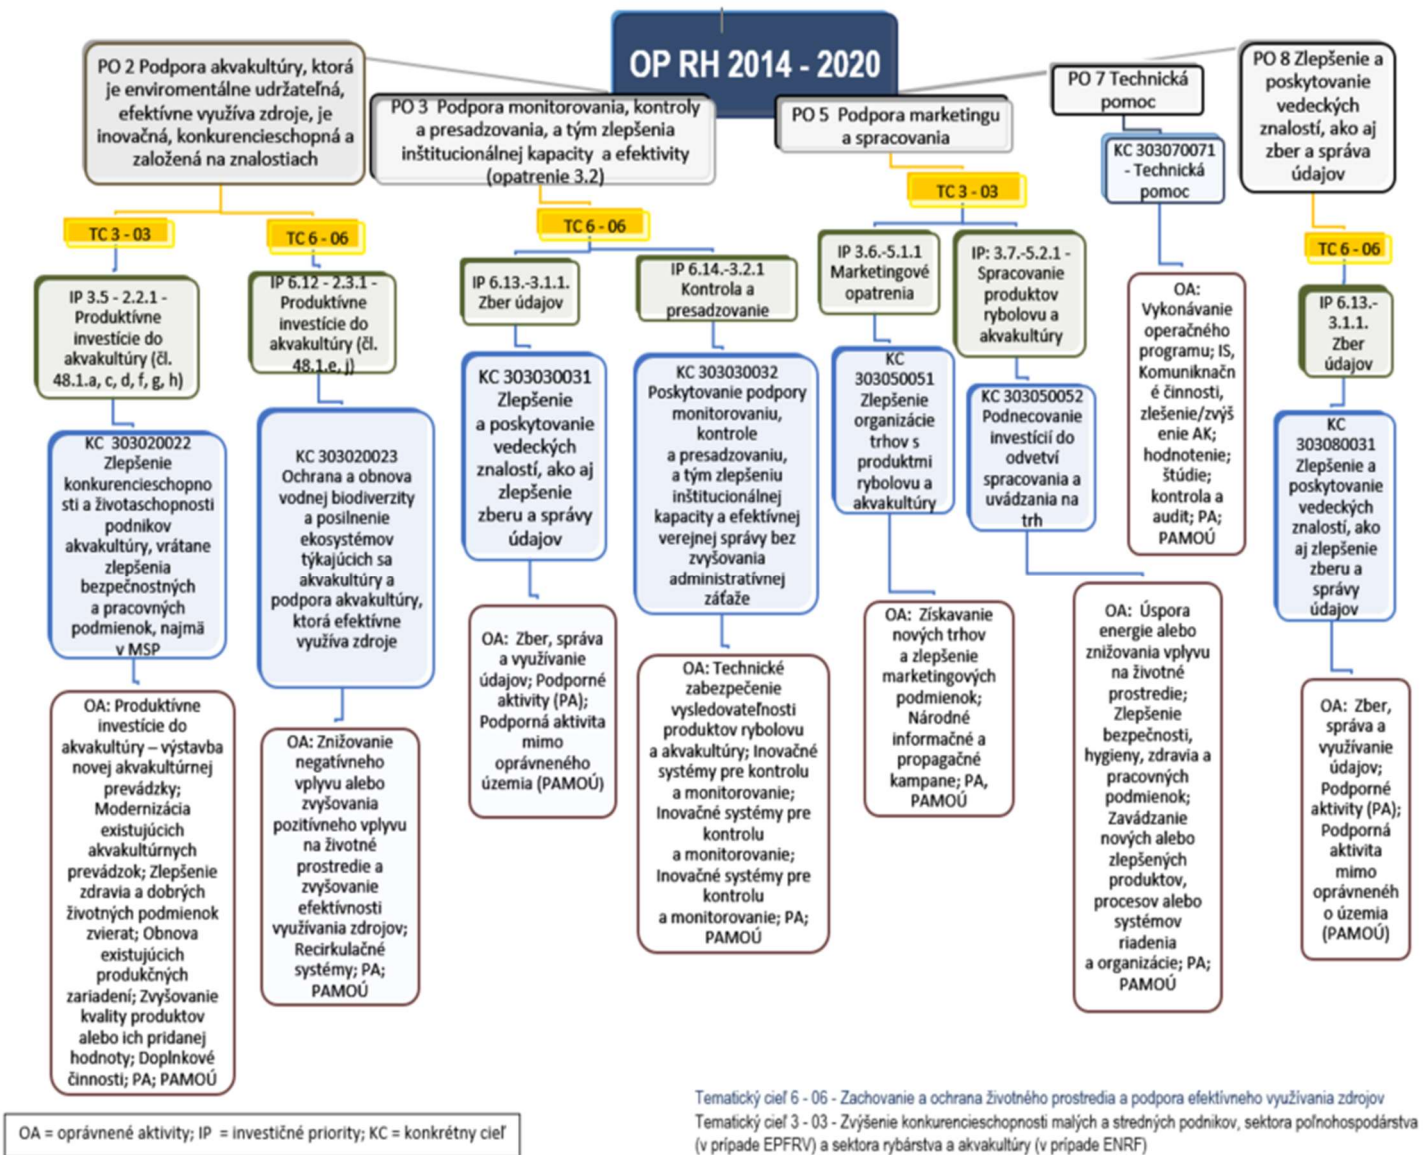 OP RH 2014 - 2020
PO 2 Podpora akvakultúry, ktorá
je enviromentálne udržateľná,
efektívne využíva zdroje, je
inovačná, konkurencieschopná a
založená na znalostiach
TC 3 - 03
IP 3.5 - 2.2.1 -
Produktívne
investície do
akvakultúry (čl.
48.1.a, c, d, f, g, h)
KC 303020022
Zlepšenie
konkurencieschopno
sti a životaschopnosti
podnikov
akvakultúry, vrátane
zlepšenia
bezpečnostných
a pracovných
podmienok, najmä
v MSP
OA: Produktívne
investície do
akvakultúry – výstavba
novej akvakultúrnej
prevádzky;
Modernizácia
existujúcich
akvakultúrnych
prevádzok; Zlepšenie
zdravia a dobrých
životných podmienok
zvierat; Obnova
existujúcich
produkčných
zariadení; Zvyšovanie
kvality produktov
alebo ich pridanej
hodnoty; Doplnkové
činnosti; PA; PAMOÚ
TC 6 - 06
IP 6.12 - 2.3.1 -
Produktívne
investície do
akvakultúry (čl.
48.1.e, j)
KC 303020023
Ochrana a obnova
vodnej biodiverzity
a posilnenie
ekosystémov
týkajúcich sa
akvakultúry a
podpora akvakultúry,
ktorá efektívne
využíva zdroje
OA: Znižovanie
negatívneho
vplyvu alebo
zvyšovania
pozitívneho vplyvu
na životné
prostredie a
zvyšovanie
efektívnosti
využívania zdrojov;
Recirkulačné
systémy; PA;
PAMOÚ
PO 3 Podpora monitorovania, kontroly
a presadzovania, a tým zlepšenia
inštitucionálnej kapacity a efektivity
(opatrenie 3.2)
TC 6 - 06
IP 6.13.-3.1.1.
Zber údajov
KC 303030031
Zlepšenie
a poskytovanie
vedeckých
znalostí, ako aj
zlepšenie
zberu a správy
údajov
OA: Zber, správa
a využívanie
údajov; Podporné
aktivity (PA);
Podporná aktivita
mimo
oprávneného
územia (PAMOÚ)
IP 6.14.-3.2.1
Kontrola a
presadzovanie
KC 303030032
Poskytovanie podpory
monitorovaniu,
kontrole
a presadzovaniu,
a tým zlepšeniu
inštitucionálnej
kapacity a efektívnej
verejnej správy bez
zvyšovania
administratívnej
záťaže
OA: Technické
zabezpečenie
vysledovateľnosti
produktov rybolovu
a akvakultúry; Inovačné
systémy pre kontrolu
a monitorovanie;
Inovačné systémy pre
kontrolu
a monitorovanie;
Inovačné systémy pre
kontrolu
a monitorovanie; PA;
PAMOÚ
PO 5 Podpora marketingu
a spracovania
TC 3 - 03
IP 3.6.-5.1.1
Marketingové
opatrenia
KC
303050051
Zlepšenie
organizácie
trhov s
produktmi
rybolovu a
akvakultúry
OA: Získavanie
nových trhov
a zlepšenie
marketingových
podmienok;
Národné
informačné a
propagačné
kampane; PA,
PAMOÚ
IP: 3.7.-5.2.1 -
Spracovanie
produktov
rybolovu a
akvakultúry
KC 303050052
Podnecovanie
investícií do
odvetví
spracovania a
uvádzania na
trh
OA: Úspora
energie alebo
znižovania vplyvu
na životné
prostredie;
Zlepšenie
bezpečnosti,
hygieny, zdravia a
pracovných
podmienok;
Zavádzanie
nových alebo
zlepšených
produktov,
procesov alebo
systémov
riadenia
a organizácie; PA;
PAMOÚ
PO 7 Technická
pomoc
KC 303070071
- Technická
pomoc
OA:
Vykonávanie
operačného
programu; IS,
Komunikačn
é činnosti,
zlešenie/zvýš
enie AK;
hodnotenie;
štúdie;
kontrola a
audit; PA;
PAMOÚ
PO 8 Zlepšenie a
poskytovanie
vedeckých
znalostí, ako aj
zber a správa
údajov
TC 6 - 06
IP 6.13.-
3.1.1.
Zber
údajov
KC
303080031
Zlepšenie a
poskytovanie
vedeckých
znalostí, ako
aj zlepšenie
zberu a
správy
údajov
OA: Zber,
správa a
využívanie
údajov;
Podporné
aktivity (PA);
Podporná
aktivita
mimo
oprávnenéh
o územia
(PAMOÚ)
Tematický cieľ 6 - 06 - Zachovanie a ochrana životného prostredia a podpora efektívneho využívania zdrojov
Tematický cieľ 3 - 03 - Zvýšenie konkurencieschopnosti malých a stredných podnikov, sektora poľnohospodárstva
(v prípade EPFRV) a sektora rybárstva a akvakultúry (v prípade ENRF)
OA = oprávnené aktivity; IP = investičné priority; KC = konkrétny cieľ